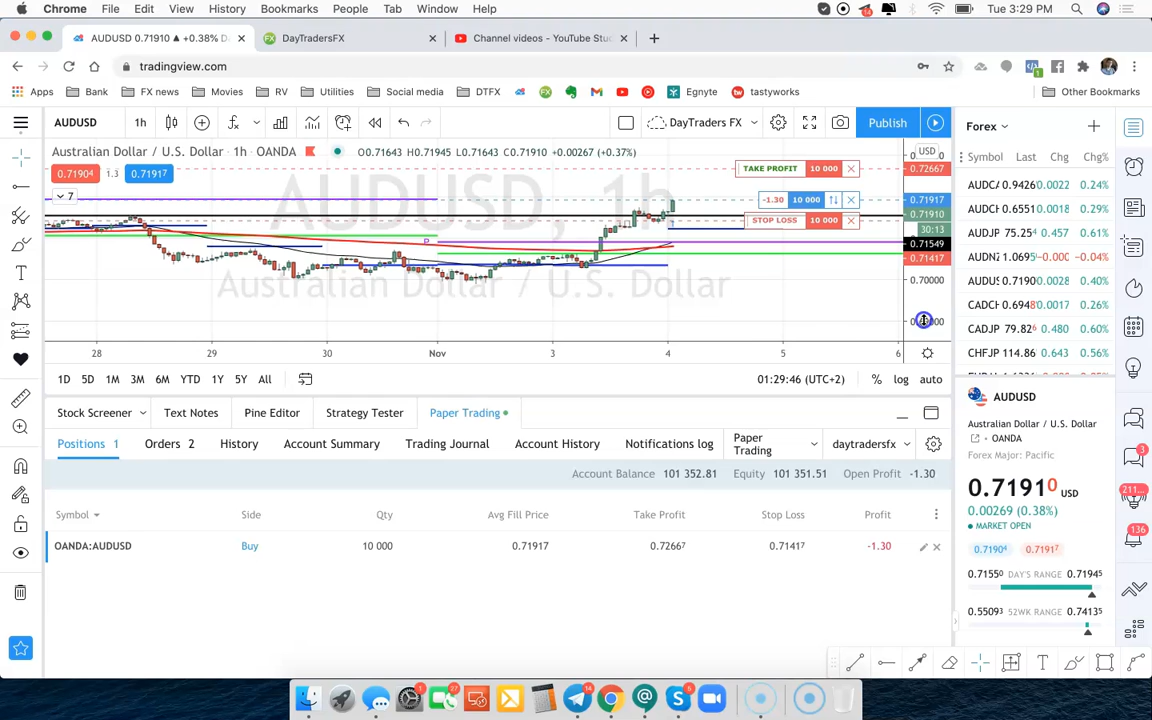 Chrome File Edit View History Bookmarks People Tab Window Help 14 Tue 3:29 PM
AUDUSD 0.71910 ▲ +0.38% D DayTradersFX Channel videos - YouTube Stu
tradingview.com
Apps Bank FX news Movies RV Utilities Social media DTFX Egnyte tastyworks Other Bookmarks
AUDUSD 1h DayTraders FX Publish Forex
Australian Dollar / U.S. Dollar · 1h · OANDA O0.71643 H0.71945 L0.71643 C0.71910 +0.00267 (+0.37%) USD
Symbol Last Chg Chg%
0.71904 1.3 0.71917
7
AUDUSD, 1h
Australian Dollar / U.S. Dollar
TAKE PROFIT 10 000
-1.30 10 000
STOP LOSS 10 000
P
0.72667
0.71917
0.71910
30:13
0.71549
0.71417
0.70000
AUDC/ 0.9426 0.0022 0.24%
AUDCH 0.6551 0.0018 0.29%
AUDJP 75.25⁴ 0.457 0.61%
AUDN 1.0695 -0.000 -0.04%
AUDUS 0.7190 0.0028 0.40%
CADCH 0.6948 0.0017 0.26%
CADJP 79.82⁶ 0.480 0.60%
CHFJP 114.86 0.643 0.56%
28 29 30 Nov 3 4 5 6
1D 5D 1M 3M 6M YTD 1Y 5Y All 01:29:46 (UTC+2) % log auto
Stock Screener Text Notes Pine Editor Strategy Tester Paper Trading
Positions 1 Orders 2 History Account Summary Trading Journal Account History Notifications log Paper Trading daytradersfx
Account Balance 101 352.81 Equity 101 351.51 Open Profit -1.30
Symbol Side Qty Avg Fill Price Take Profit Stop Loss Profit
OANDA:AUDUSD Buy 10 000 0.71917 0.72667 0.71417 -1.30
AUDUSD
Australian Dollar / U.S. Dollar
• OANDA
Forex Major: Pacific
0.71910 USD
0.00269 (0.38%)
MARKET OPEN
0.71904 0.71917
0.7155⁰ DAY'S RANGE 0.7194⁵
0.5509³ 52WK RANGE 0.7413⁵
3
211...
136